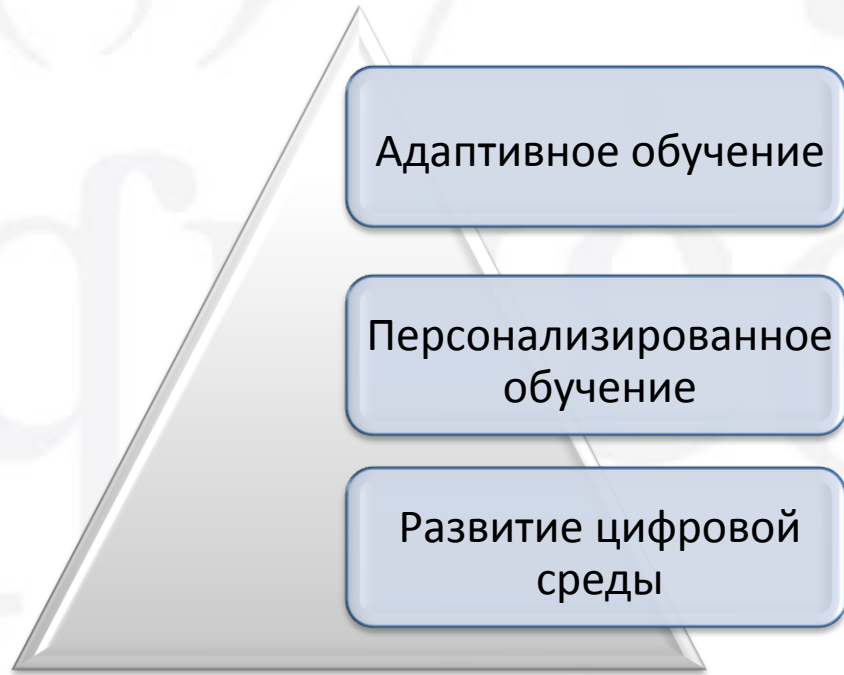 Адаптивное обучение
Персонализированное
обучение
Развитие цифровой
среды